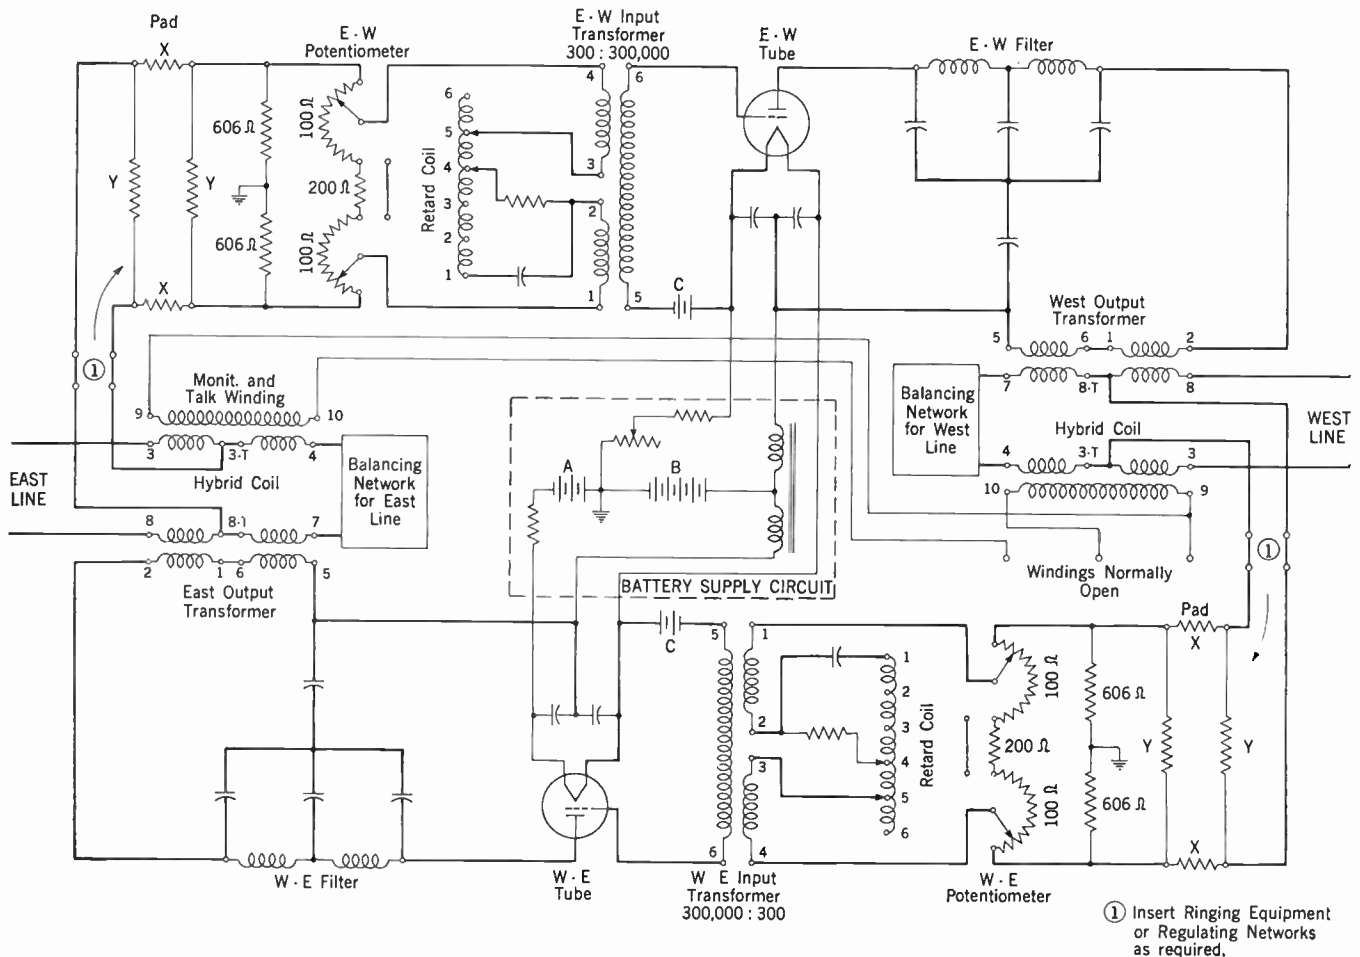 Pad
X
E - W
Potentiometer
E - W Input
Transformer
300 : 300,000
E - W
Tube
E - W Filter
4
6
6
5
4
3
2
1
Retard Coil
3
2
1
5
100 Ω
200 Ω
100 Ω
606 Ω
606 Ω
Y
Y
X
C
1
Monit. and
Talk Winding
9
10
3
3-T
4
Hybrid Coil
EAST
LINE
8
8-1
7
2
1
6
5
East Output
Transformer
Balancing
Network
for East
Line
A
B
BATTERY SUPPLY CIRCUIT
West Output
Transformer
5
6
1
2
7
8-T
8
Balancing
Network
for West
Line
Hybrid Coil
4
3-T
3
10
9
WEST
LINE
1
Windings Normally
Open
C
5
1
2
3
4
6
1
2
3
4
5
6
Retard Coil
100 Ω
200 Ω
100 Ω
606 Ω
606 Ω
Pad
X
Y
Y
X
W - E Filter
W - E
Tube
W E Input
Transformer
300,000 : 300
W - E
Potentiometer
1 Insert Ringing Equipment
or Regulating Networks
as required.